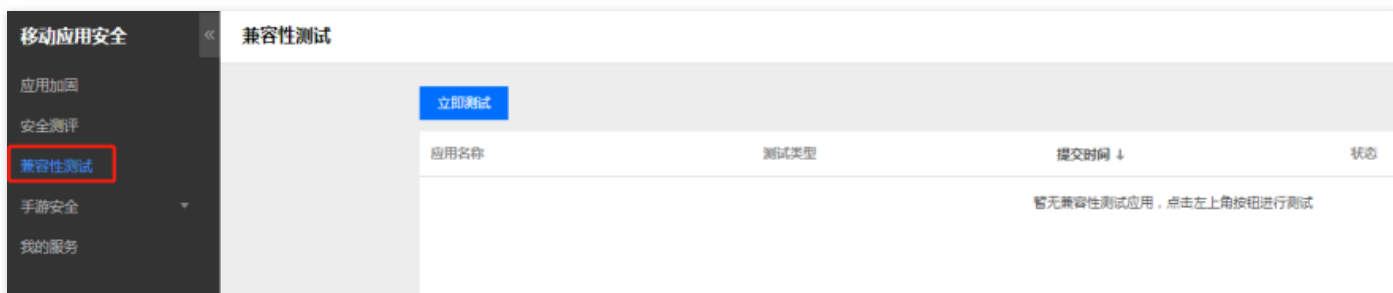 移动应用安全 «
应用加固
安全测评
兼容性测试
手游安全
我的服务
兼容性测试
立即测试
应用名称 测试类型 提交时间 ↓ 状态
暂无兼容性测试应用，点击左上角按钮进行测试